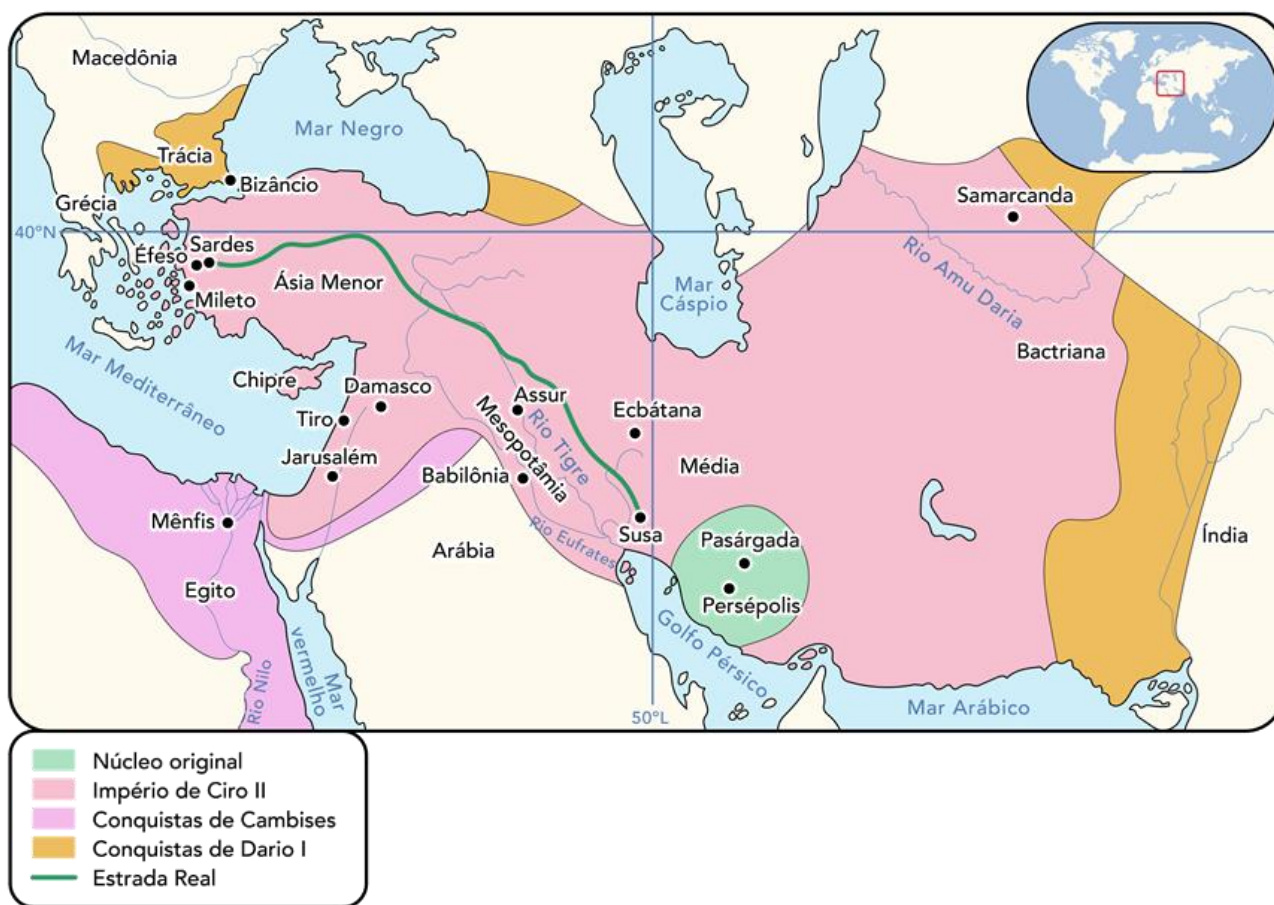 Macedônia
Mar Negro
Trácia
Bizâncio
Samarcanda
Grécia
40°N
Sardes
Éfeso
Ásia Menor
Mileto
Rio Amu Daria
Mar
Cáspio
Bactriana
Mar Mediterrâneo
Chipre
Damasco
Assur
Ecbátana
Tiro
Mesopotâmia
Rio Tigre
Jarusalém
Babilônia
Média
Mênfis
Susa
Pasárgada
Índia
Rio Eufrates
Arábia
Egito
Persépolis
Golfo Pérsico
Mar
vermelho
Rio Nilo
50°L
Mar Arábico
Núcleo original
Império de Ciro II
Conquistas de Cambises
Conquistas de Dario I
Estrada Real